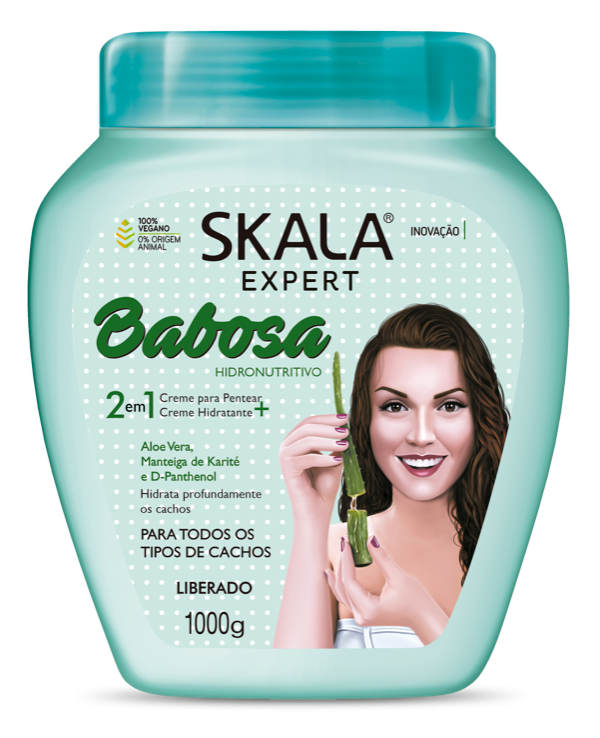 100%
VEGANO
0% ORIGEM
ANIMAL
SKALA®
EXPERT
INOVAÇÃO
Babosa
HIDRONUTRITIVO
2em1 Creme para Pentear
Creme Hidratante +
Aloe Vera,
Manteiga de Karité
e D-Panthenol
Hidrata profundamente
os cachos
PARA TODOS OS
TIPOS DE CACHOS
LIBERADO
1000g